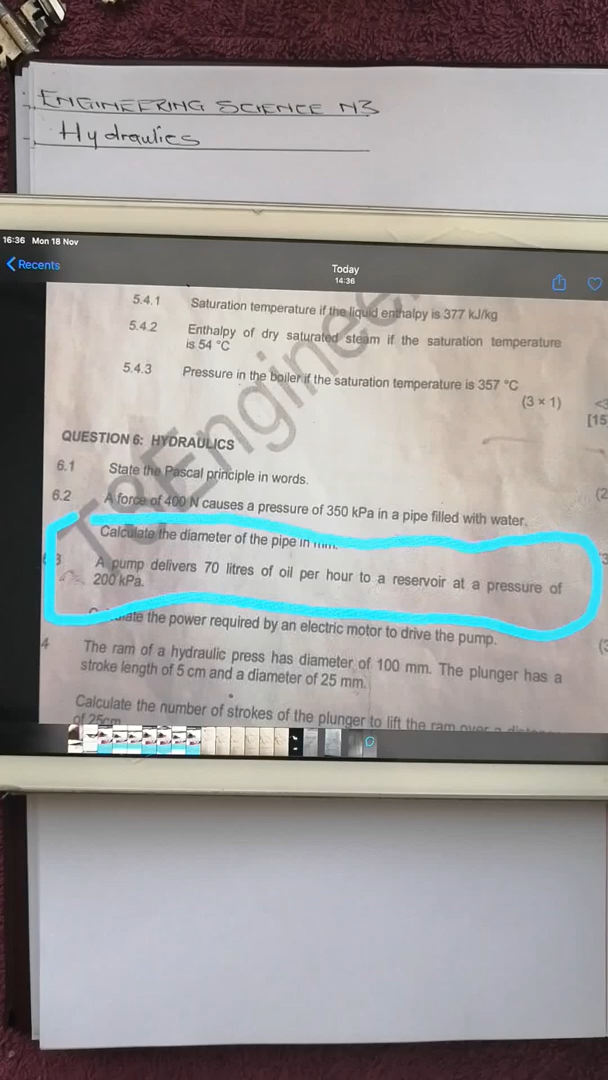 ENGINEERING SCIENCE N3
Hydraulics
16:36 Mon 18 Nov
Recents
Today
14:36
5.4.1 Saturation temperature if the liquid enthalpy is 377 kJ/kg
5.4.2 Enthalpy of dry saturated steam if the saturation temperature
is 54 °C
5.4.3 Pressure in the boiler if the saturation temperature is 357 °C
(3 × 1)
[15
QUESTION 6: HYDRAULICS
6.1 State the Pascal principle in words.
(2
6.2 A force of 400 N causes a pressure of 350 kPa in a pipe filled with water.
Calculate the diameter of the pipe in
A pump delivers 70 litres of oil per hour to a reservoir at a pressure of
200 kPa.
the power required by an electric motor to drive the pump.
(3
4 The ram of a hydraulic press has diameter of 100 mm. The plunger has a
stroke length of 5 cm and a diameter of 25 mm.
Calculate the number of strokes of the plunger to lift the ram over a
of 25cm